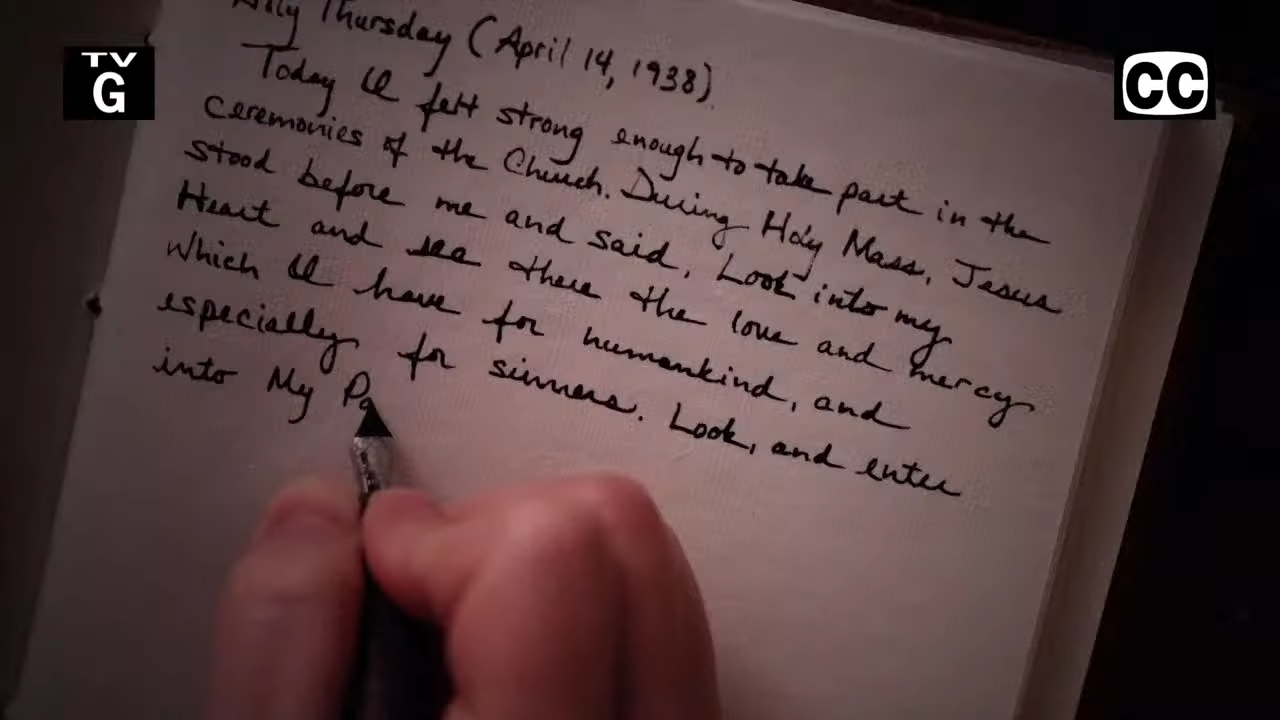 Holy Thursday (April 14, 1938)
TV
G
CC
Today I felt strong enough to take part in the
ceremonies of the Church. During Holy Mass, Jesus
stood before me and said, Look into my
Heart and see there the love and mercy
which I have for humankind, and
especially for sinners. Look, and enter
into My Pa